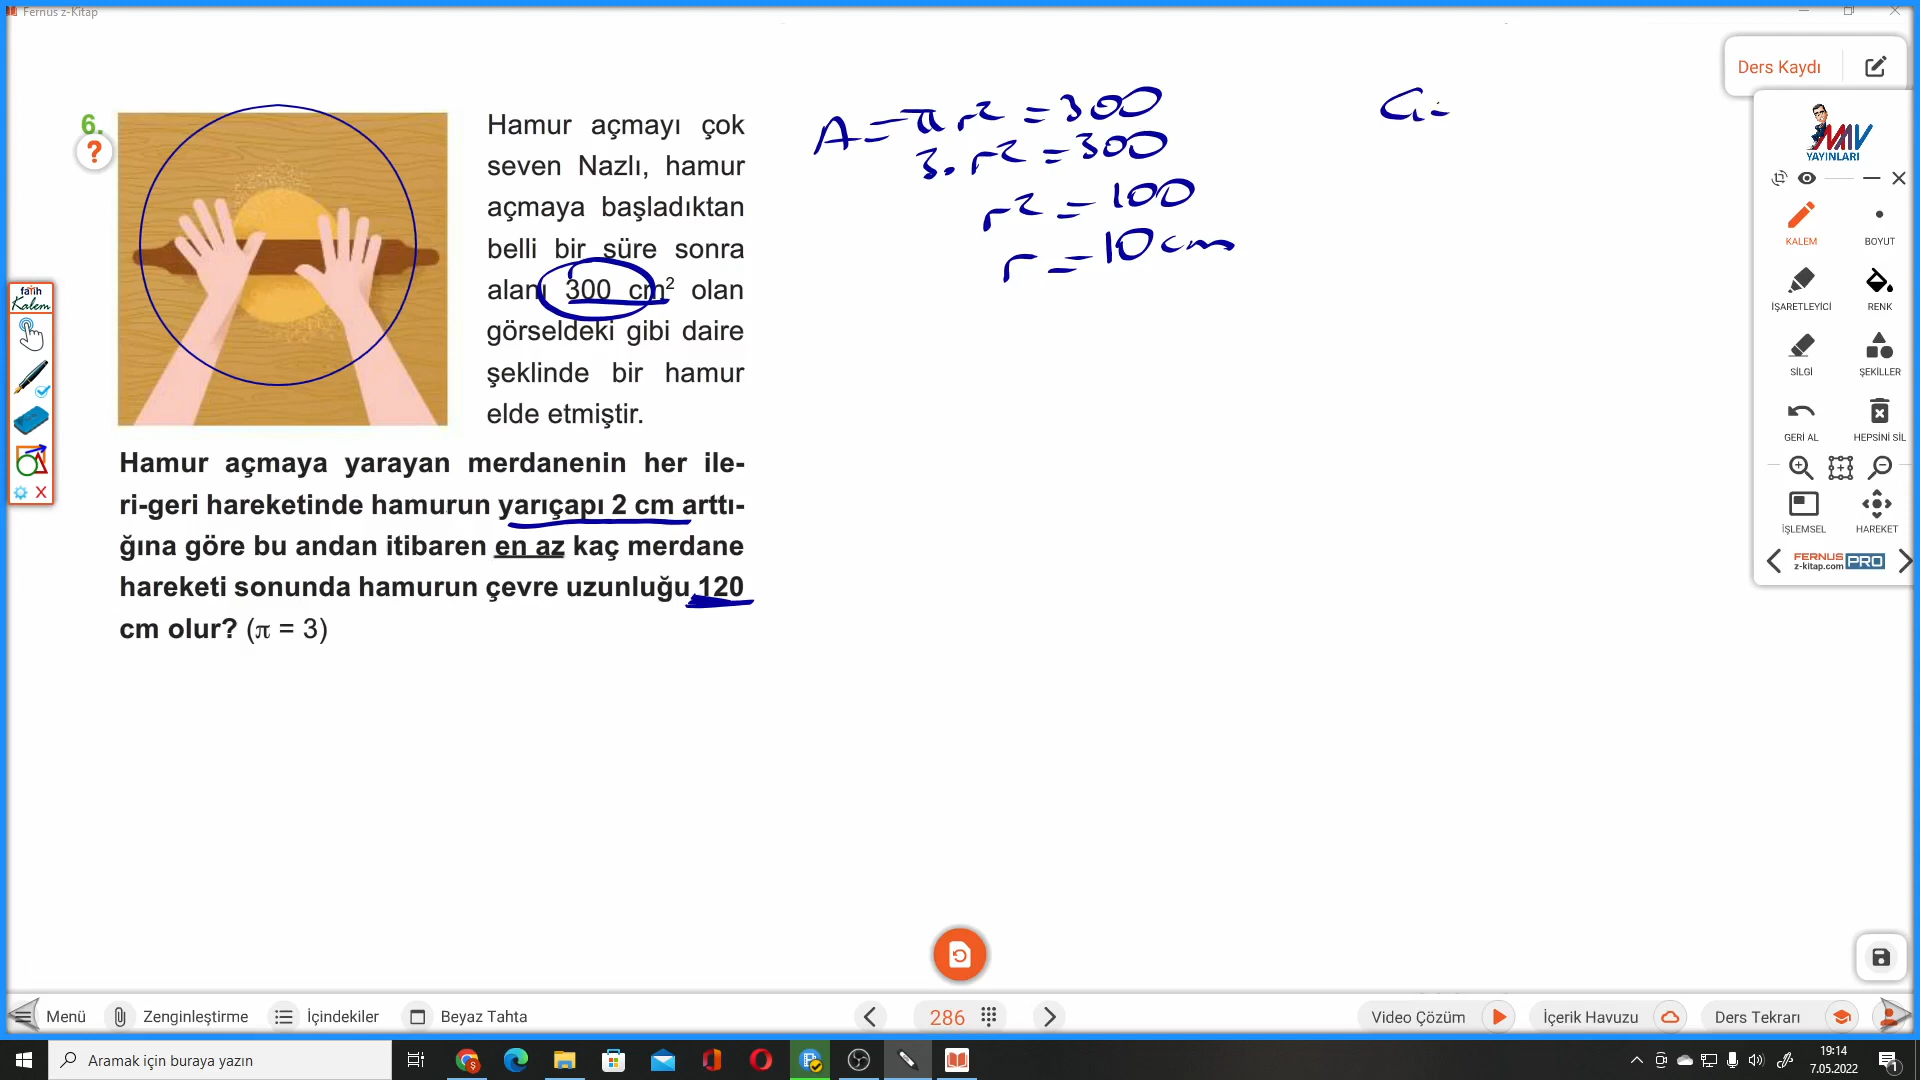 Fernus z-Kitap
Ders Kaydı
6.
?
Hamur açmayı çok
seven Nazlı, hamur
açmaya başladıktan
belli bir süre sonra
alanı 300 cm² olan
görseldeki gibi daire
şeklinde bir hamur
elde etmiştir.
Hamur açmaya yarayan merdanenin her ile-
ri-geri hareketinde hamurun yarıçapı 2 cm arttı-
ğına göre bu andan itibaren en az kaç merdane
hareketi sonunda hamurun çevre uzunluğu 120
cm olur? (π = 3)
A = π r² = 300
3. r² = 300
r² = 100
r = 10 cm
Ç=
fatih
Kalem
X
MAV
YAYINLARI
KALEM
BOYUT
İŞARETLEYİCİ
RENK
SİLGİ
ŞEKİLLER
GERİ AL
HEPSİNİ SİL
İŞLEMSEL
HAREKET
FERNUS
z-kitap.com PRO
Menü
Zenginleştirme
İçindekiler
Beyaz Tahta
286
Video Çözüm
İçerik Havuzu
Ders Tekrarı
Aramak için buraya yazın
19:14
7.05.2022
1